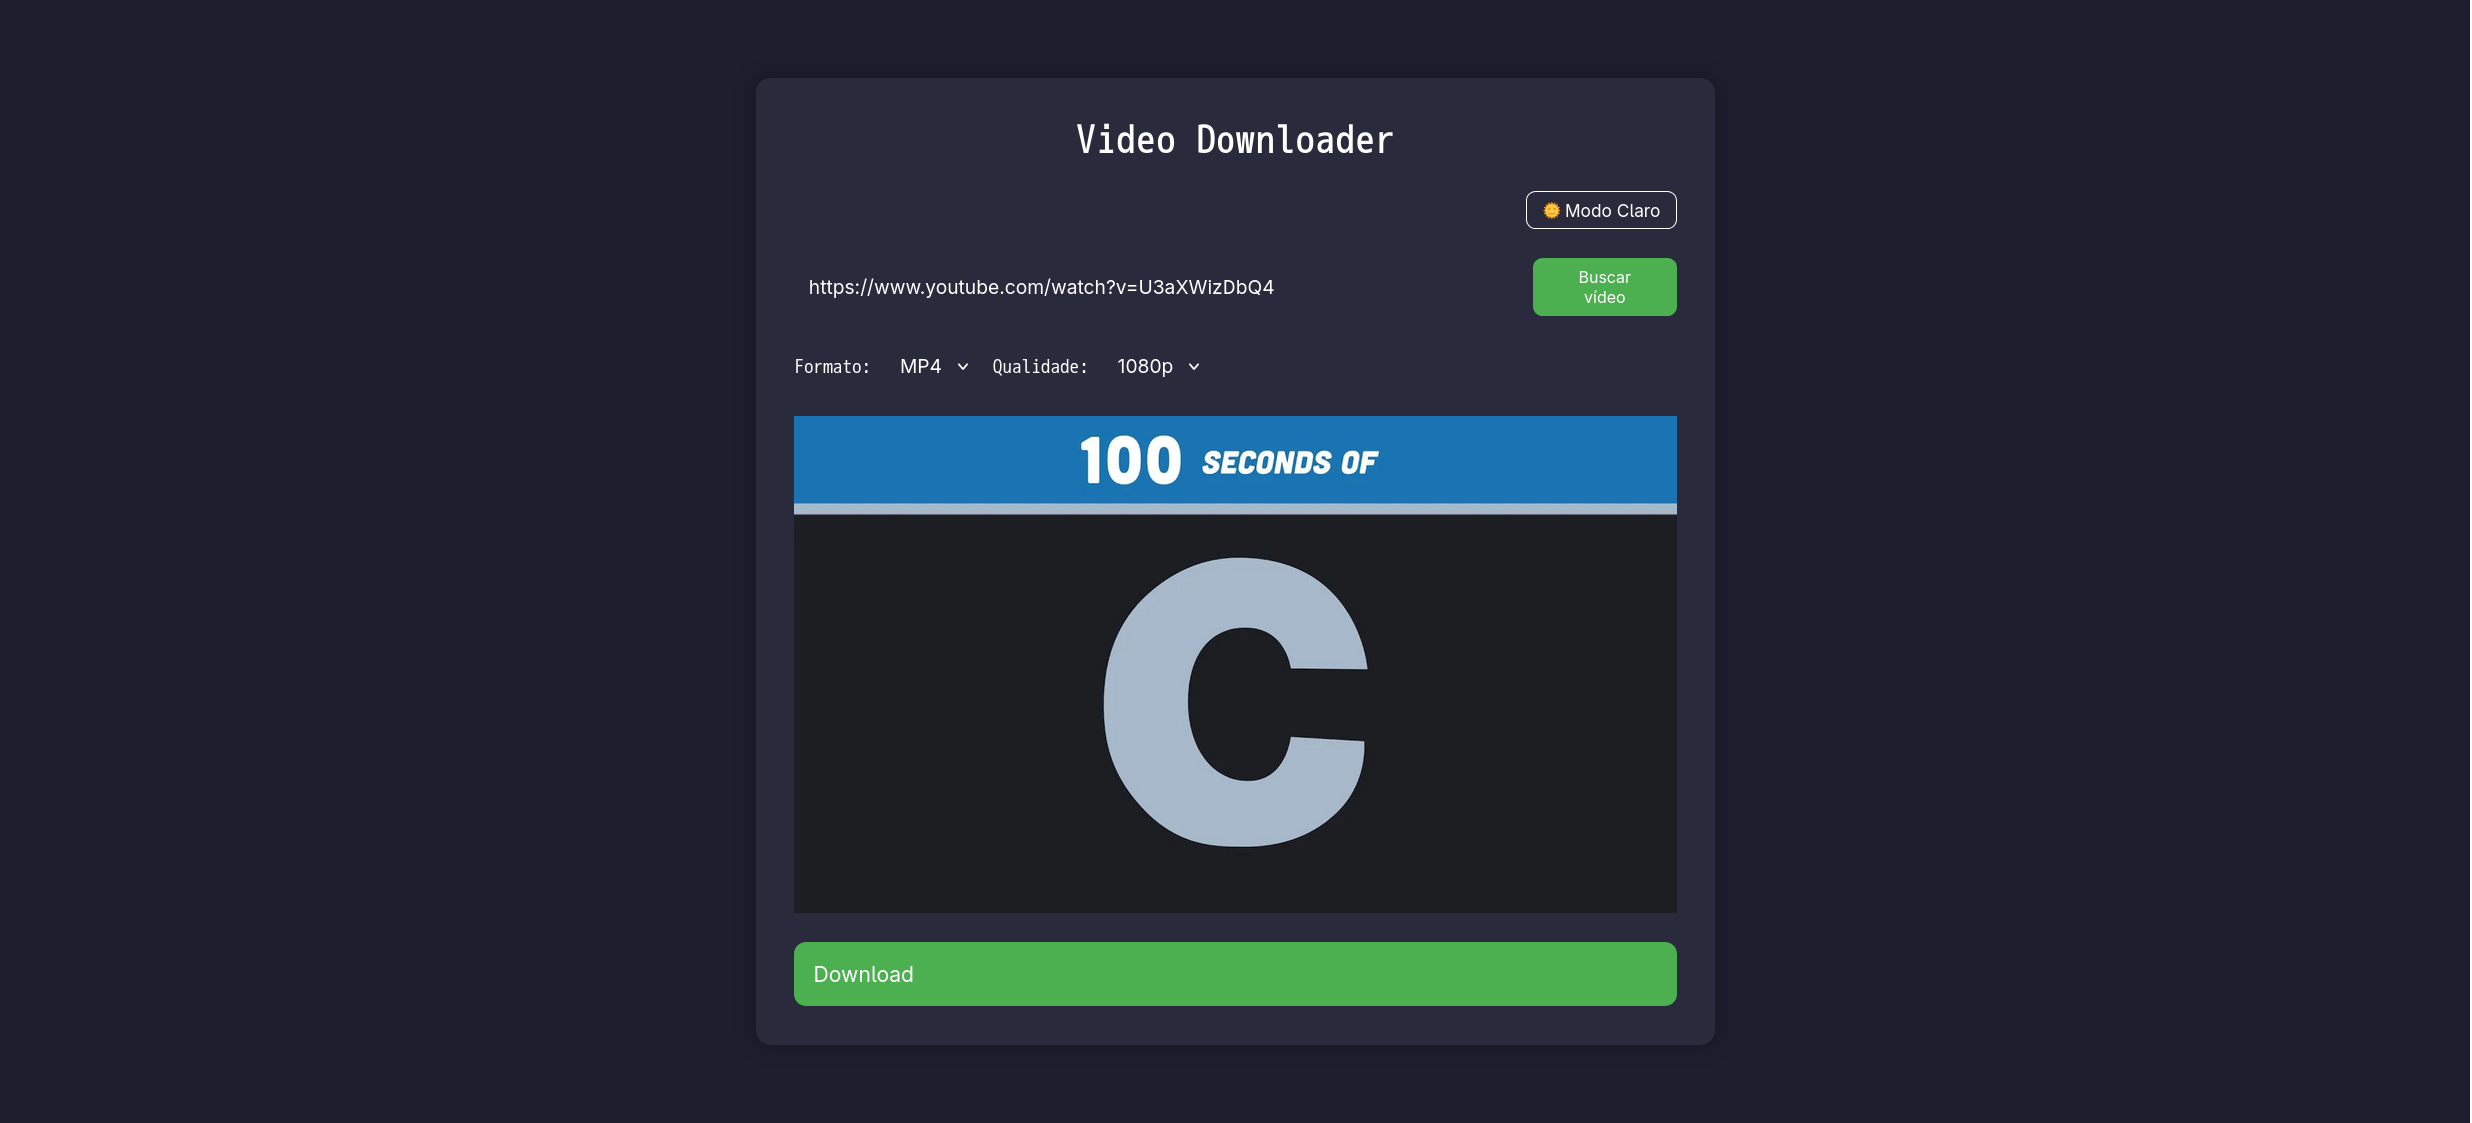 Video Downloader
🌞 Modo Claro
https://www.youtube.com/watch?v=U3aXWizDbQ4
Buscar
vídeo
Formato: MP4 Qualidade: 1080p
100 SECONDS OF
C
Download